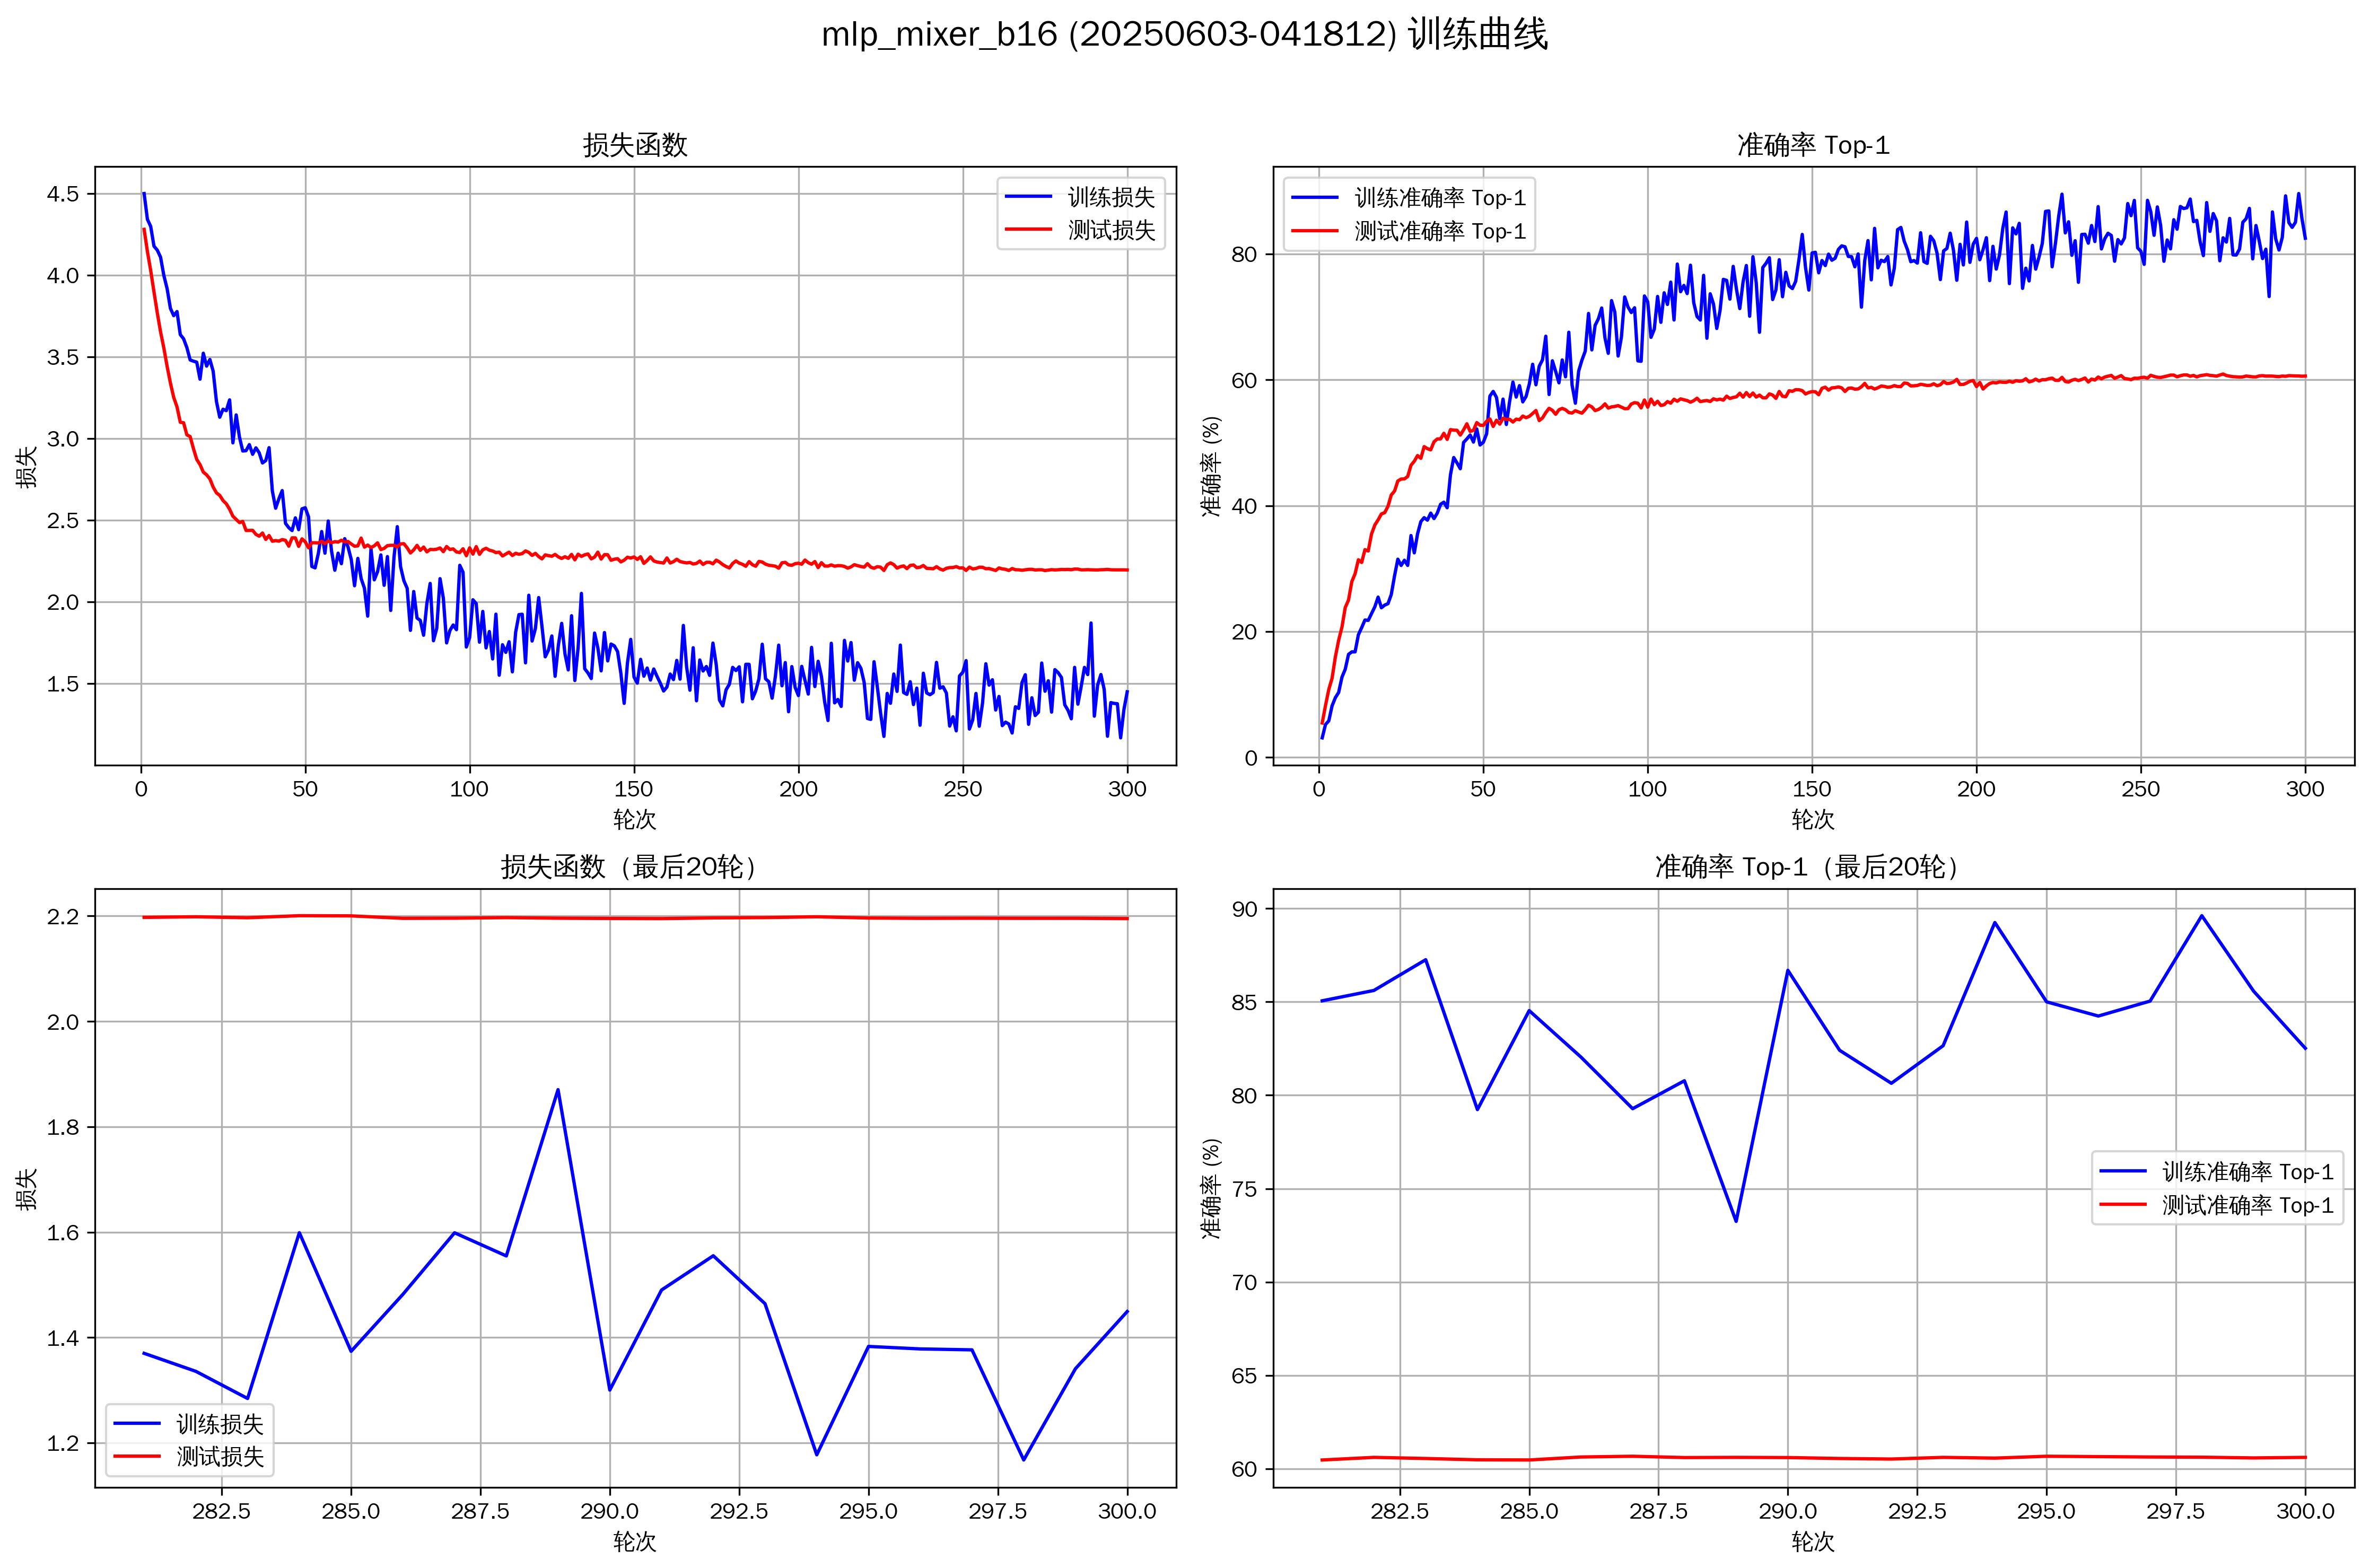 mlp_mixer_b16 (20250603-041812) 训练曲线
损失函数
4.5
4.0
3.5
3.0
2.5
2.0
1.5
损失
训练损失
测试损失
0 50 100 150 200 250 300
轮次
准确率 Top-1
80
60
40
20
0
准确率 (%)
训练准确率 Top-1
测试准确率 Top-1
0 50 100 150 200 250 300
轮次
损失函数（最后20轮）
2.2
2.0
1.8
1.6
1.4
1.2
损失
训练损失
测试损失
282.5 285.0 287.5 290.0 292.5 295.0 297.5 300.0
轮次
准确率 Top-1（最后20轮）
90
85
80
75
70
65
60
准确率 (%)
训练准确率 Top-1
测试准确率 Top-1
282.5 285.0 287.5 290.0 292.5 295.0 297.5 300.0
轮次